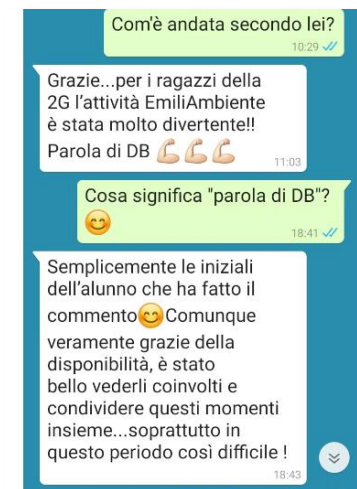 Com'è andata secondo lei?
10:29
Grazie...per i ragazzi della
2G l'attività EmiliAmbiente
è stata molto divertente!!
Parola di DB 💪💪💪
11:03
Cosa significa "parola di DB"?
😊
18:41
Semplicemente le iniziali
dell'alunno che ha fatto il
commento😊Comunque
veramente grazie della
disponibilità, è stato
bello vederli coinvolti e
condividere questi momenti
insieme...soprattutto in
questo periodo così difficile !
18:43